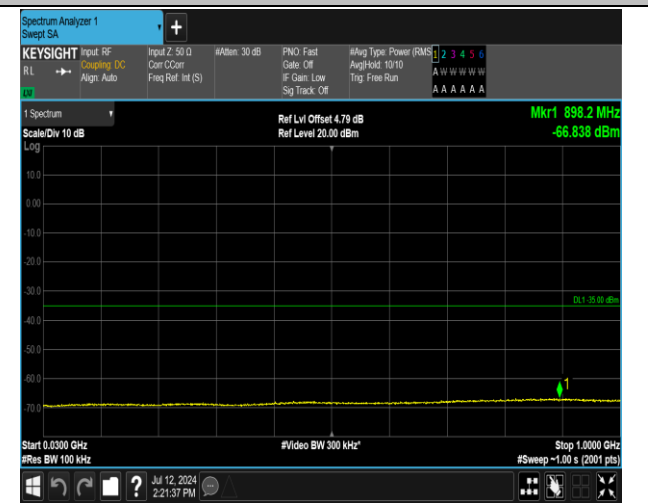 Spectrum Analyzer 1
Swept SA
+
KEYSIGHT
RL
LW
Input: RF
Coupling: DC
Align: Auto
Input Z: 50 Ω
Corr CCorr
Freq Ref: Int (S)
#Atten: 30 dB
PNO: Fast
Gate: Off
IF Gain: Low
Sig Track: Off
#Avg Type: Power (RMS
Avg|Hold: 10/10
Trig: Free Run
1 2 3 4 5 6
A W W W W W
A A A A A A
1 Spectrum
Scale/Div 10 dB
Log
Ref Lvl Offset 4.79 dB
Ref Level 20.00 dBm
Mkr1 898.2 MHz
-66.838 dBm
10.0
0.00
-10.0
-20.0
-30.0
DL1 -35.00 dBm
-40.0
-50.0
-60.0
1
-70.0
Start 0.0300 GHz
#Res BW 100 kHz
#Video BW 300 kHz*
Stop 1.0000 GHz
#Sweep ~1.00 s (2001 pts)
?
Jul 12, 2024
2:21:37 PM